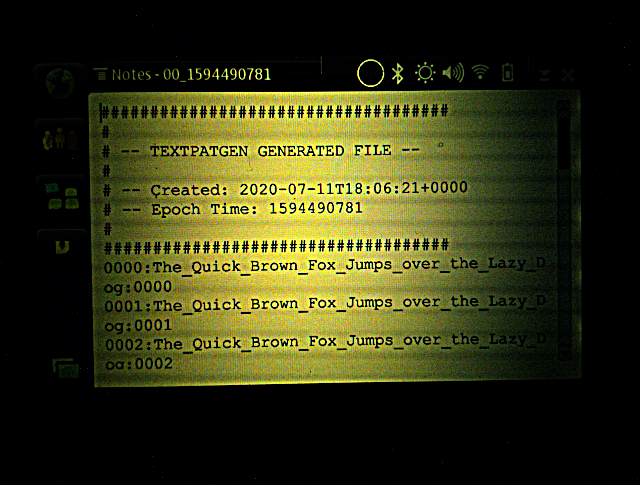 Notes - 00_1594490781
###################################
#
# -- TEXTPATGEN GENERATED FILE --
#
# -- Created: 2020-07-11T18:06:21+0000
# -- Epoch Time: 1594490781
#
###################################
0000:The_Quick_Brown_Fox_Jumps_over_the_Lazy_D
og:0000
0001:The_Quick_Brown_Fox_Jumps_over_the_Lazy_D
og:0001
0002:The_Quick_Brown_Fox_Jumps_over_the_Lazy_D
og:0002